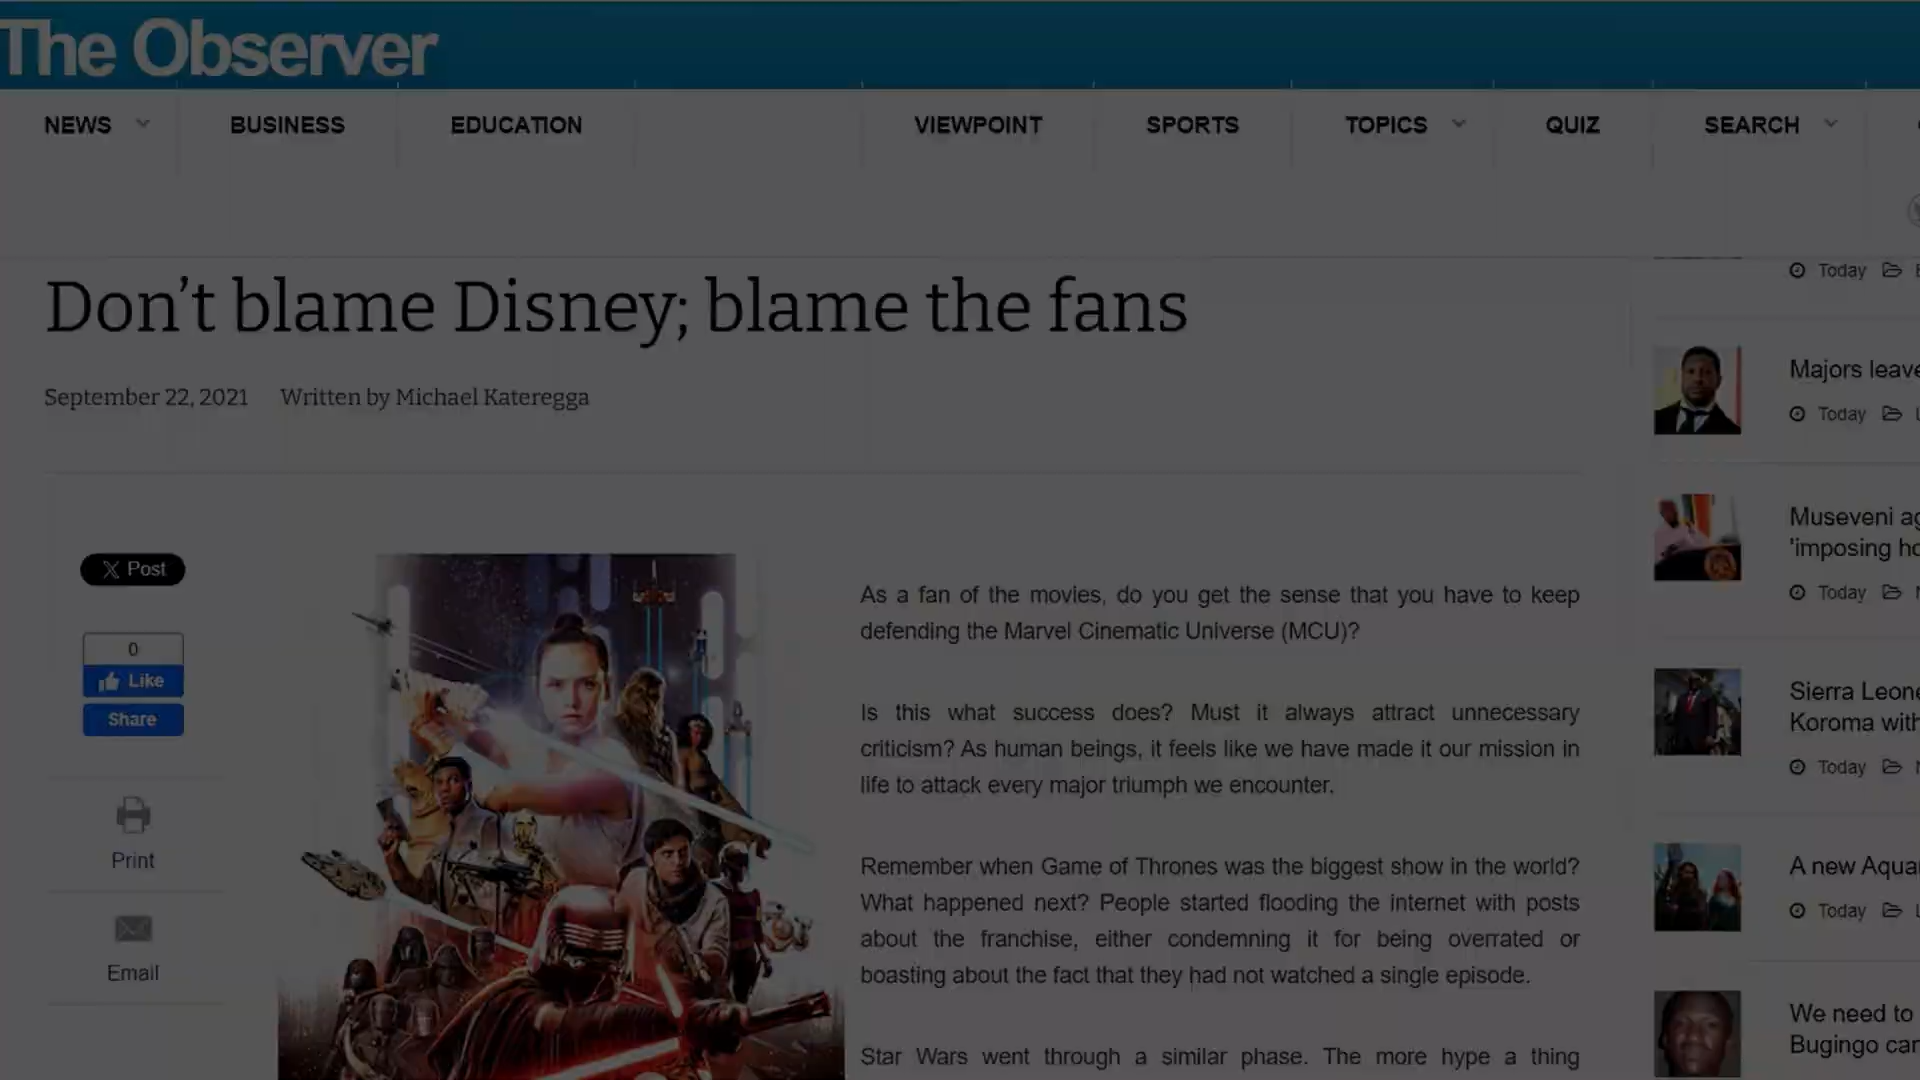 The Observer
NEWS BUSINESS EDUCATION VIEWPOINT SPORTS TOPICS QUIZ SEARCH
Don't blame Disney; blame the fans
September 22, 2021 Written by Michael Kateregga
Post
0
Like
Share
Print
Email
As a fan of the movies, do you get the sense that you have to keep
defending the Marvel Cinematic Universe (MCU)?
Is this what success does? Must it always attract unnecessary
criticism? As human beings, it feels like we have made it our mission in
life to attack every major triumph we encounter.
Remember when Game of Thrones was the biggest show in the world?
What happened next? People started flooding the internet with posts
about the franchise, either condemning it for being overrated or
boasting about the fact that they had not watched a single episode.
Star Wars went through a similar phase. The more hype a thing
Today
Majors leave
Today
Museveni
'imposing
Today
Sierra
Koroma with
Today
A new
Today
We need to
Bugingo